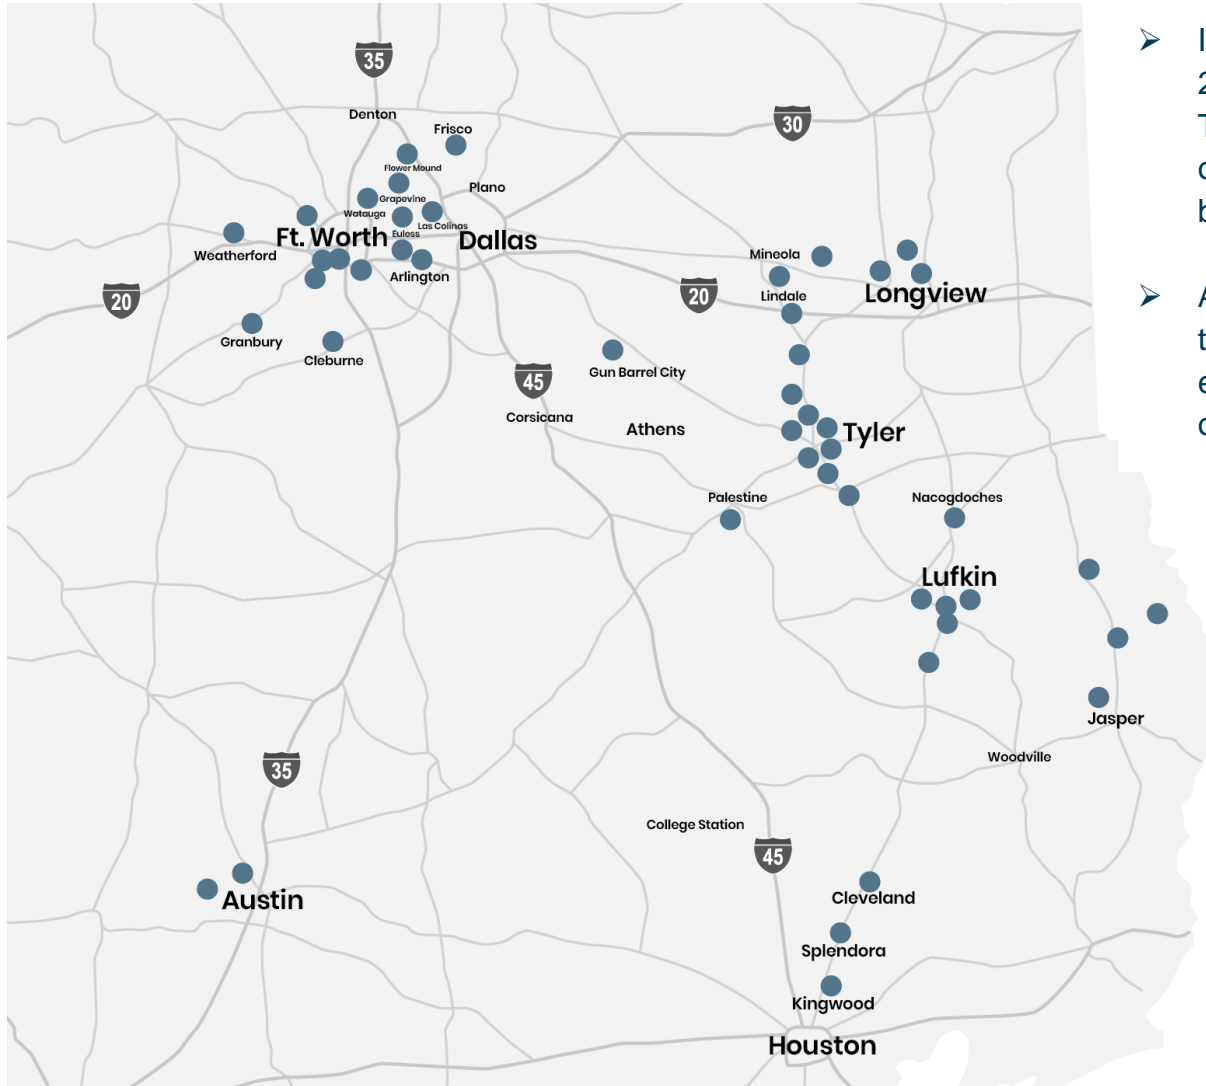 35
Denton
Frisco
30
Flower Mound
Plano
Grapevine
Watauga
Las Colinas
Euless
Ft. Worth
Dallas
Weatherford
Arlington
Mineola
20
Lindale
20
Longview
Granbury
Cleburne
Gun Barrel City
45
Corsicana
Athens
Tyler
Palestine
Nacogdoches
Lufkin
Jasper
Woodville
35
College Station
45
Austin
Cleveland
Splendora
Kingwood
Houston
➢
2
➢ A
t
e